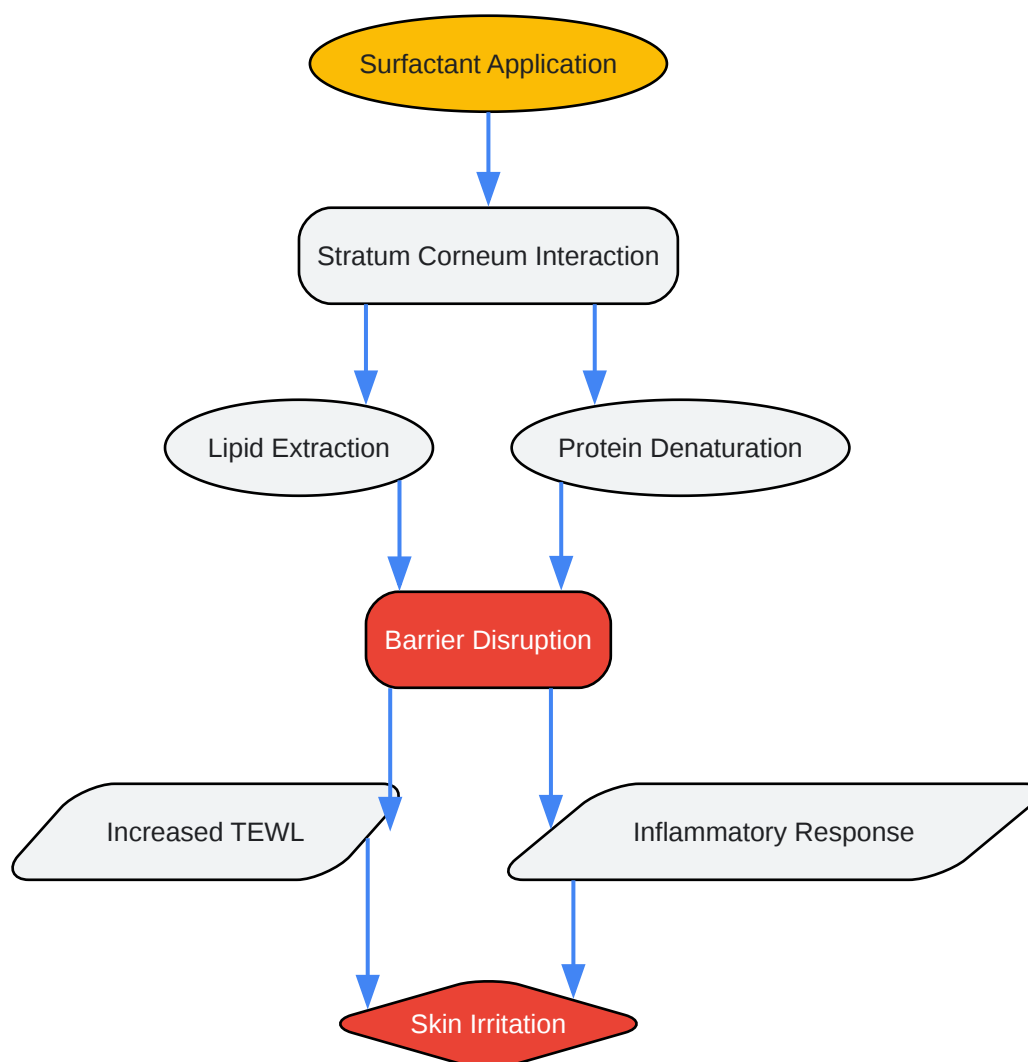 Surfactant Application
Stratum Corneum Interaction
Lipid Extraction
Protein Denaturation
Barrier Disruption
Increased TEWL
Inflammatory Response
Skin Irritation